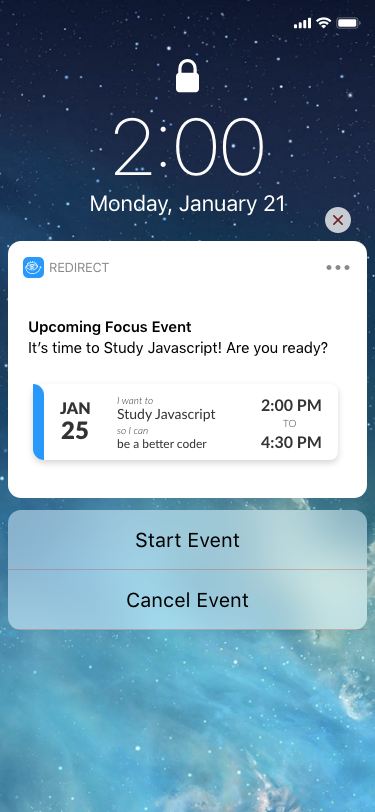 2:00
Monday, January 21
REDIRECT
Upcoming Focus Event
It's time to Study Javascript! Are you ready?
JAN
25
I want to
Study Javascript
so I can
be a better coder
2:00 PM
TO
4:30 PM
Start Event
Cancel Event